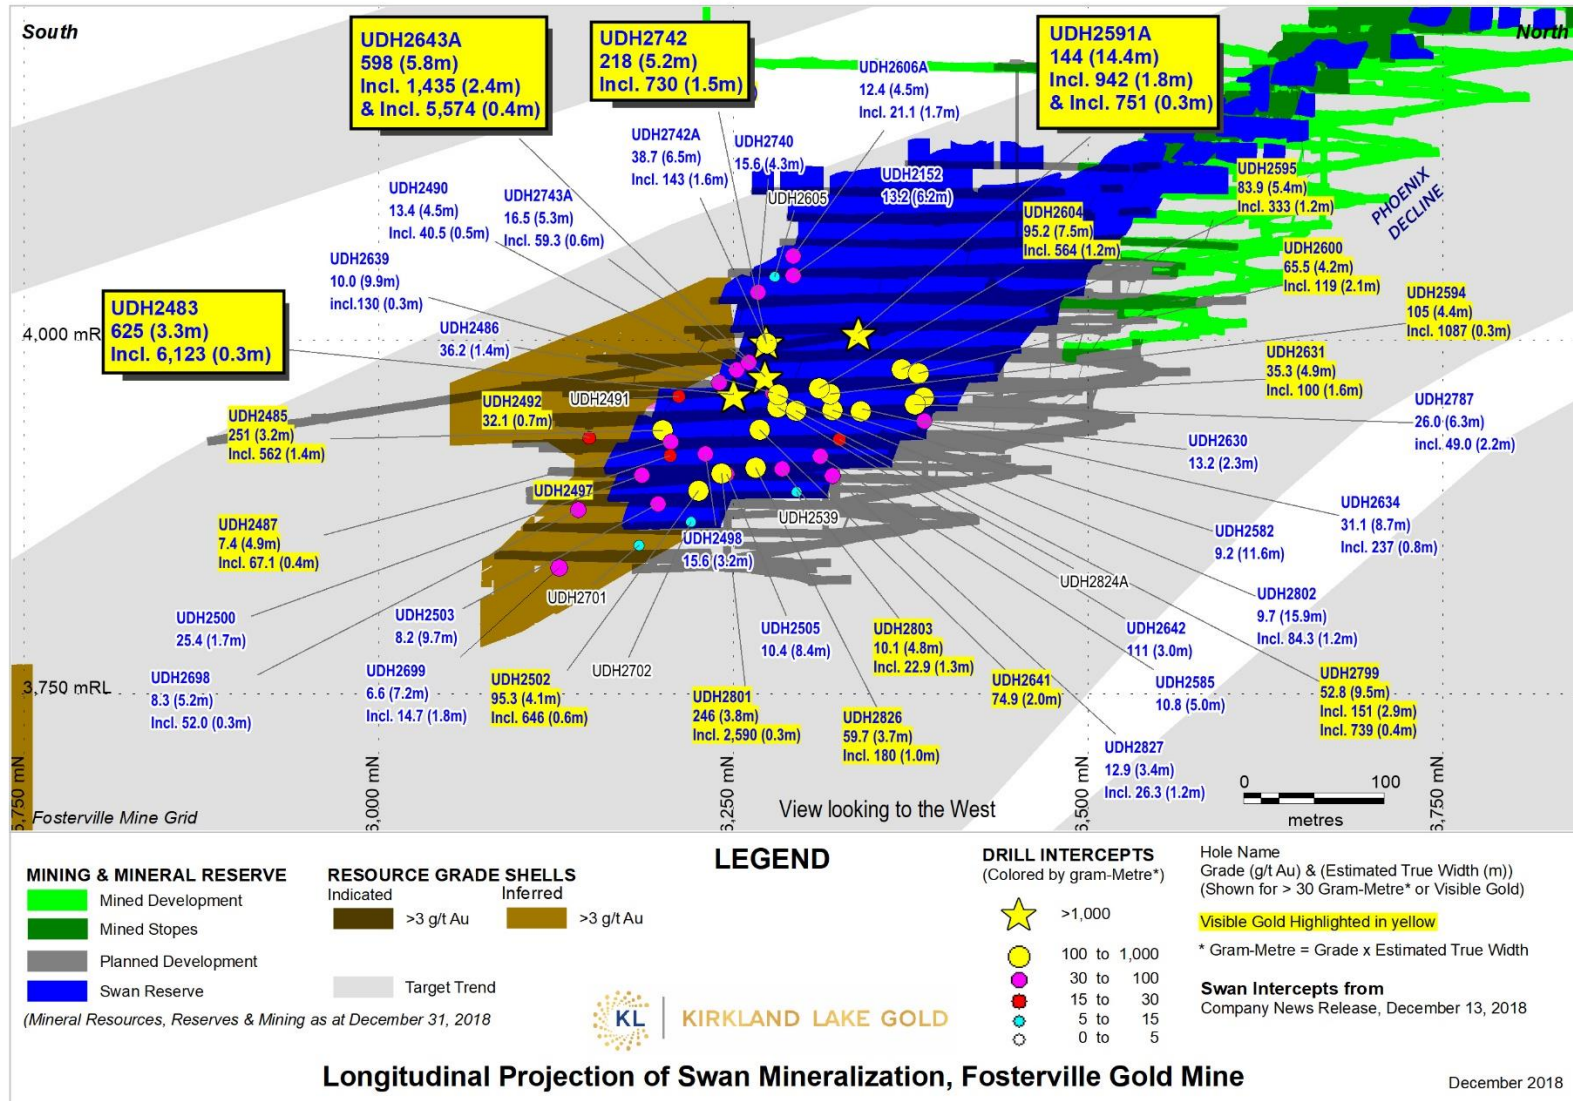 South
North
UDH2643A
598 (5.8m)
Incl. 1,435 (2.4m)
& Incl. 5,574 (0.4m)
UDH2742
218 (5.2m)
Incl. 730 (1.5m)
UDH2606A
12.4 (4.5m)
Incl. 21.1 (1.7m)
UDH2591A
144 (14.4m)
Incl. 942 (1.8m)
& Incl. 751 (0.3m)
UDH2742A
38.7 (6.5m)
Incl. 143 (1.6m)
UDH2740
15.6 (4.3m)
UDH2605
UDH2152
13.2 (6.2m)
UDH2595
83.9 (5.4m)
Incl. 333 (1.2m)
PHOENIX
DECLINE
UDH2490
13.4 (4.5m)
Incl. 40.5 (0.5m)
UDH2743A
16.5 (5.3m)
Incl. 59.3 (0.6m)
UDH2604
95.2 (7.5m)
Incl. 564 (1.2m)
UDH2600
65.5 (4.2m)
Incl. 119 (2.1m)
UDH2639
10.0 (9.9m)
incl.130 (0.3m)
UDH2594
105 (4.4m)
Incl. 1087 (0.3m)
UDH2483
625 (3.3m)
Incl. 6,123 (0.3m)
4,000 mRL
UDH2486
36.2 (1.4m)
UDH2631
35.3 (4.9m)
Incl. 100 (1.6m)
UDH2485
251 (3.2m)
Incl. 562 (1.4m)
UDH2492
32.1 (0.7m)
UDH2491
UDH2787
26.0 (6.3m)
incl. 49.0 (2.2m)
UDH2630
13.2 (2.3m)
UDH2497
UDH2487
7.4 (4.9m)
Incl. 67.1 (0.4m)
UDH2539
UDH2498
15.6 (3.2m)
UDH2582
9.2 (11.6m)
UDH2634
31.1 (8.7m)
Incl. 237 (0.8m)
UDH2701
UDH2824A
UDH2802
9.7 (15.9m)
Incl. 84.3 (1.2m)
UDH2500
25.4 (1.7m)
UDH2503
8.2 (9.7m)
UDH2505
10.4 (8.4m)
UDH2803
10.1 (4.8m)
Incl. 22.9 (1.3m)
UDH2642
111 (3.0m)
3,750 mRL
UDH2698
8.3 (5.2m)
Incl. 52.0 (0.3m)
UDH2699
6.6 (7.2m)
Incl. 14.7 (1.8m)
UDH2502
95.3 (4.1m)
Incl. 646 (0.6m)
UDH2702
UDH2801
246 (3.8m)
Incl. 2,590 (0.3m)
UDH2826
59.7 (3.7m)
Incl. 180 (1.0m)
UDH2641
74.9 (2.0m)
UDH2585
10.8 (5.0m)
UDH2799
52.8 (9.5m)
Incl. 151 (2.9m)
Incl. 739 (0.4m)
UDH2827
12.9 (3.4m)
Incl. 26.3 (1.2m)
5,750 mN
6,000 mN
6,250 mN
6,500 mN
6,750 mN
0 100
metres
Fosterville Mine Grid
View looking to the West
LEGEND
MINING & MINERAL RESERVE
Mined Development
Mined Stopes
Planned Development
Swan Reserve
(Mineral Resources, Reserves & Mining as at December 31, 2018
RESOURCE GRADE SHELLS
Indicated Inferred
>3 g/t Au >3 g/t Au
Target Trend
KL KIRKLAND LAKE GOLD
DRILL INTERCEPTS
(Colored by gram-Metre*)
>1,000
100 to 1,000
30 to 100
15 to 30
5 to 15
0 to 5
Hole Name
Grade (g/t Au) & (Estimated True Width (m))
(Shown for > 30 Gram-Metre* or Visible Gold)
Visible Gold Highlighted in yellow
* Gram-Metre = Grade x Estimated True Width
Swan Intercepts from
Company News Release, December 13, 2018
Longitudinal Projection of Swan Mineralization, Fosterville Gold Mine
December 2018